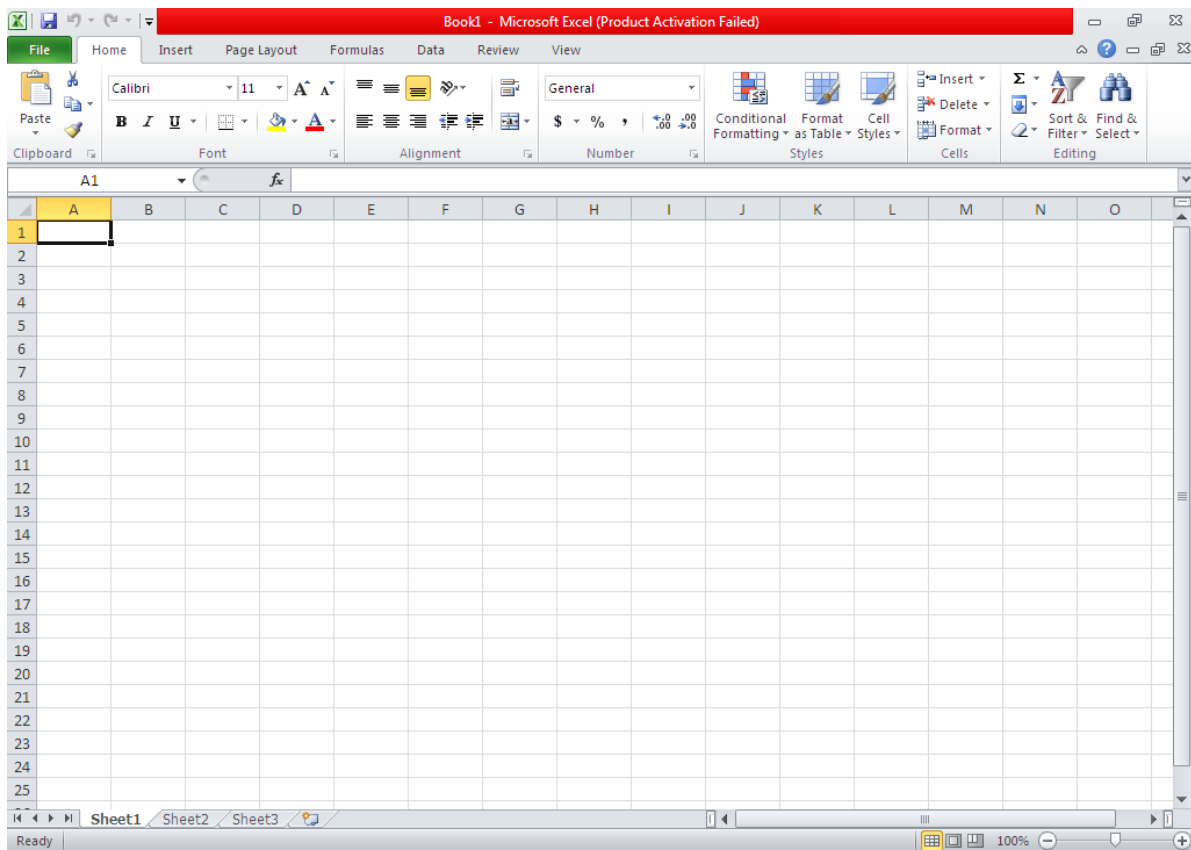 Book1 - Microsoft Excel (Product Activation Failed)
File Home Insert Page Layout Formulas Data Review View
Calibri 11 General
Paste
B I U A $ % ,
Conditional Formatting Format as Table Cell Styles
Insert
Delete
Format
Σ
Sort & Filter Find & Select
Clipboard Font Alignment Number Styles Cells Editing
A1 fx
A B C D E F G H I J K L M N O
1
2
3
4
5
6
7
8
9
10
11
12
13
14
15
16
17
18
19
20
21
22
23
24
25
Sheet1 Sheet2 Sheet3
Ready 100%